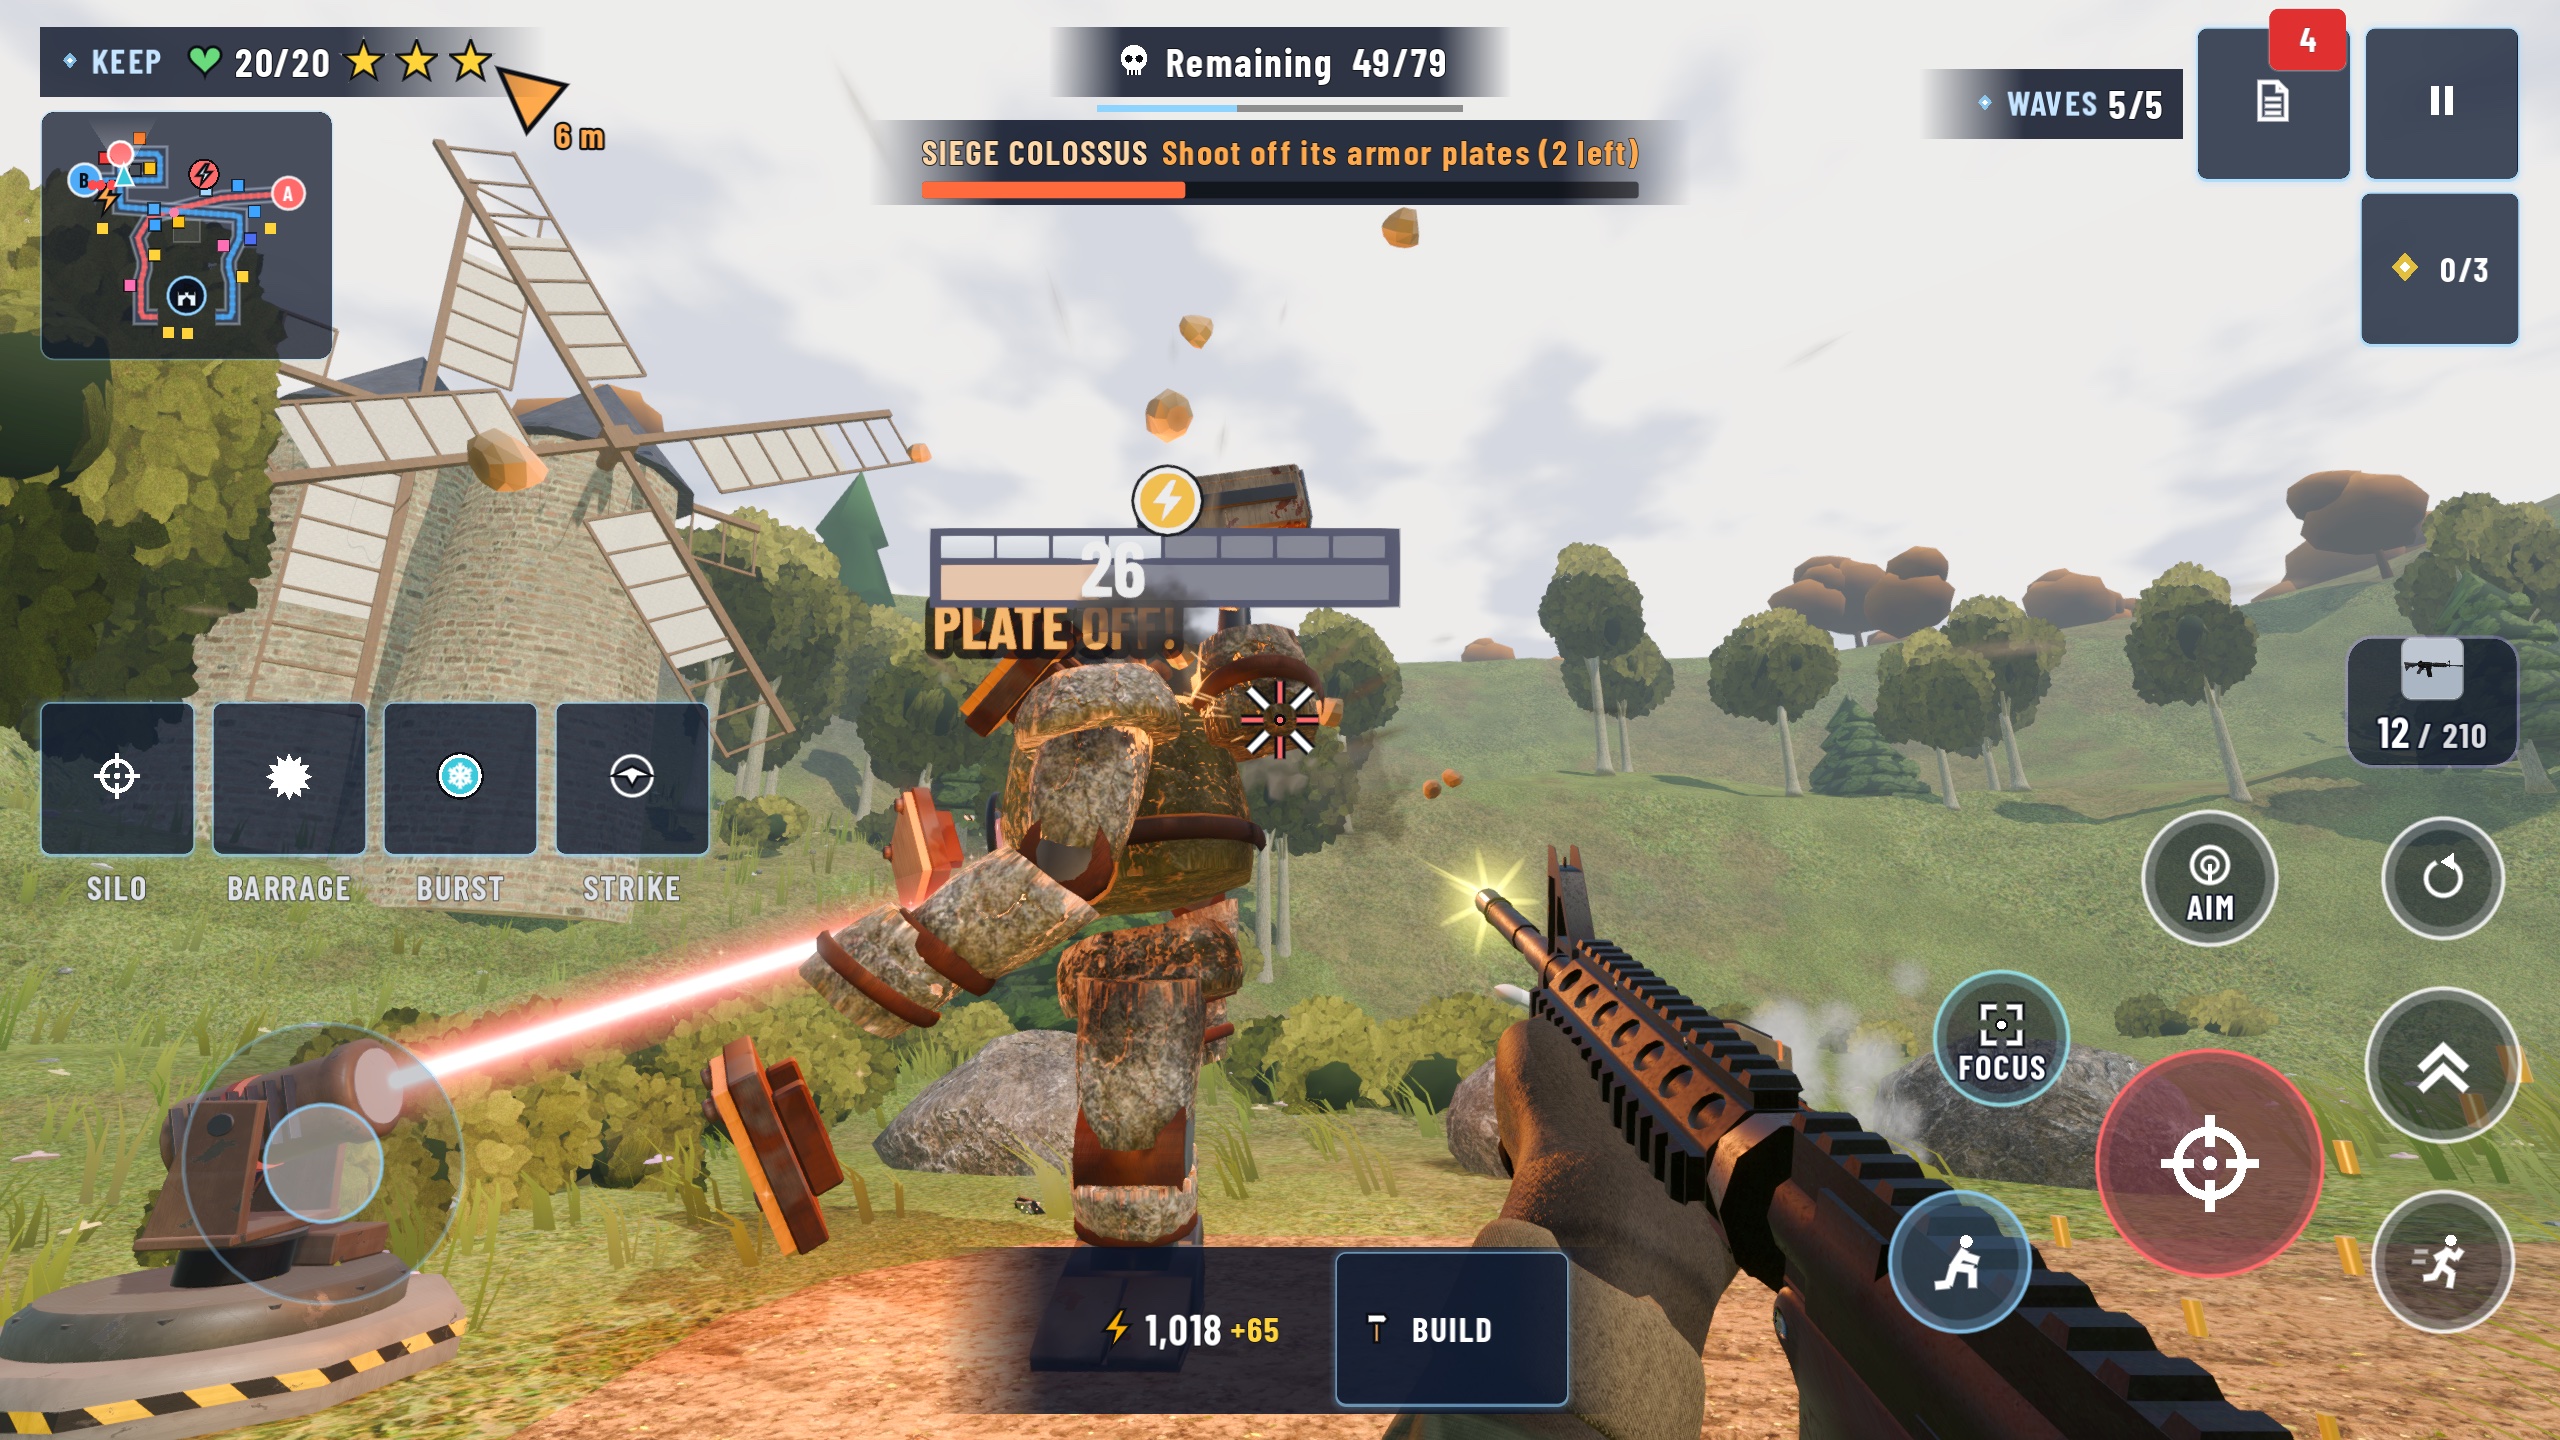 KEEP 20/20
6 m
B
A
Remaining 49/79
SIEGE COLOSSUS Shoot off its armor plates (2 left)
WAVES 5/5
4
0/3
26
PLATE OFF!
12 / 210
SILO
BARRAGE
BURST
STRIKE
AIM
FOCUS
1,018 +65
BUILD